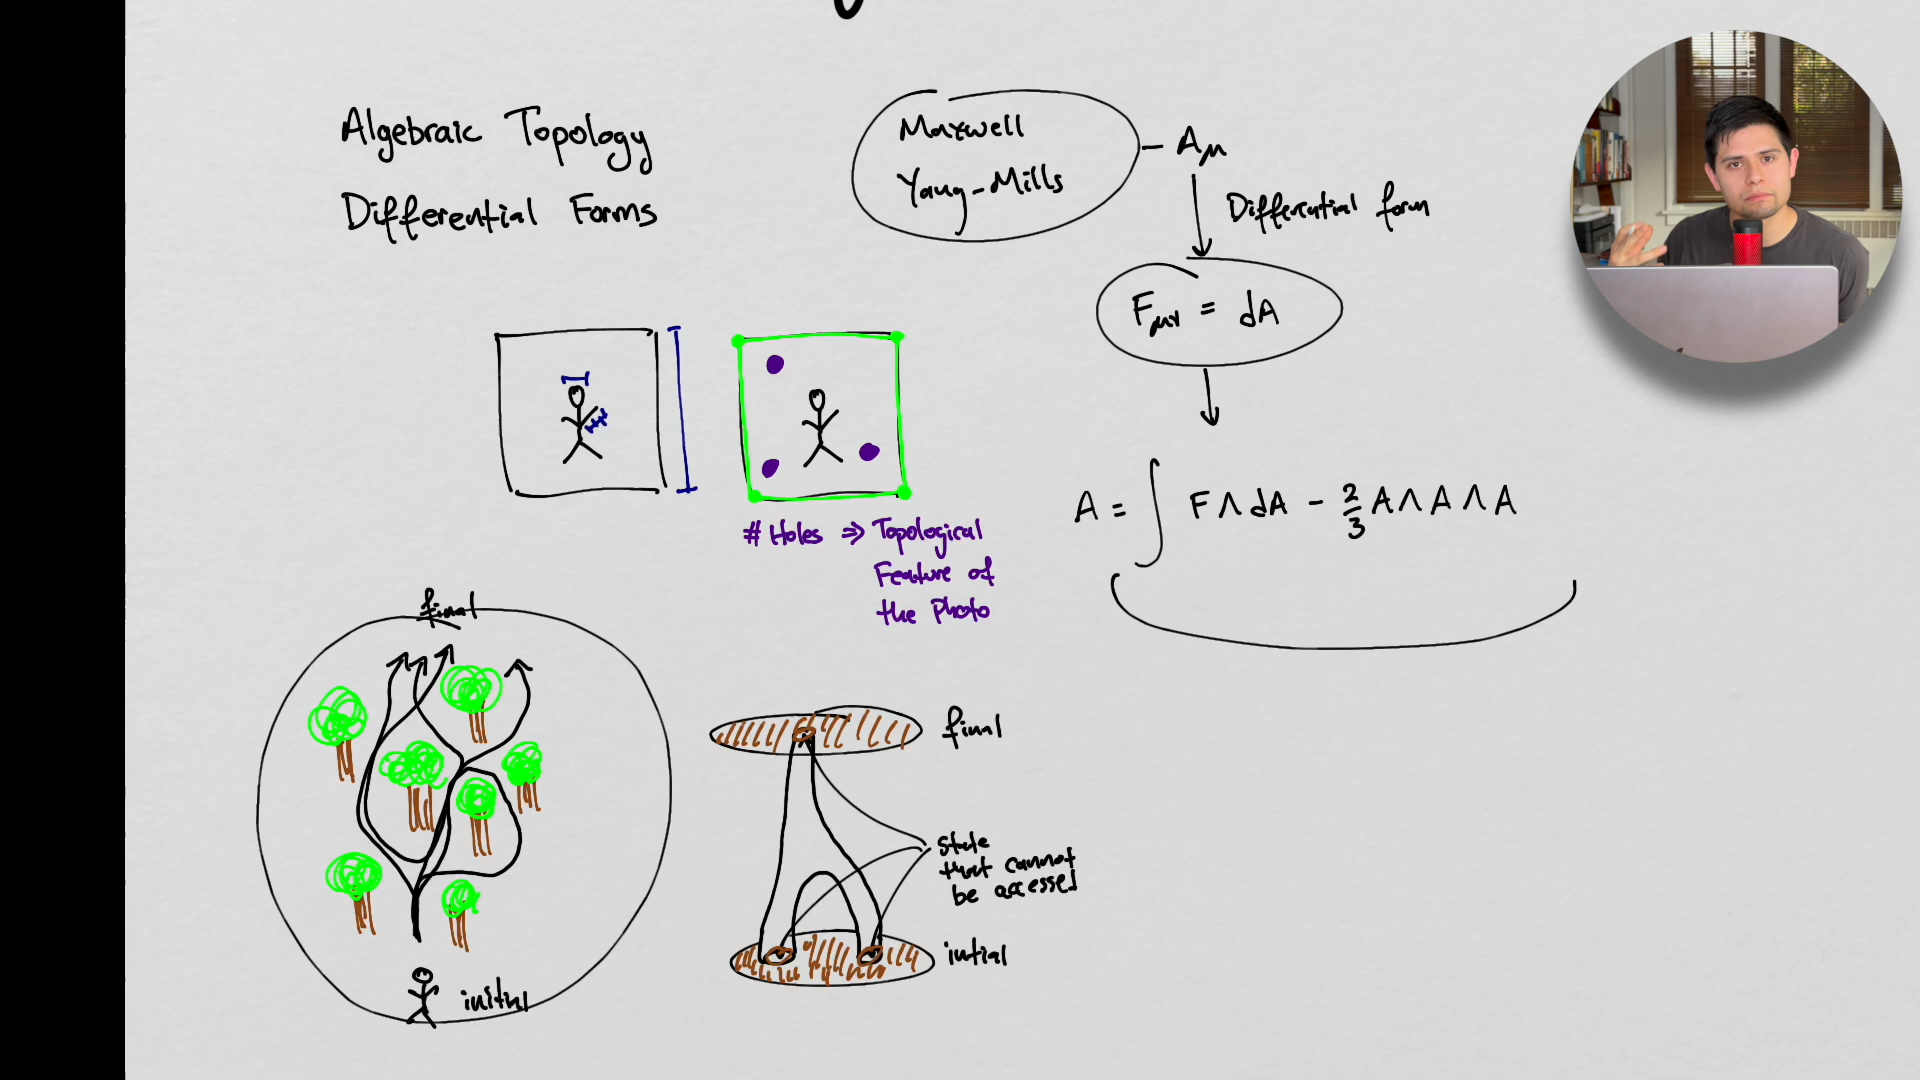 Algebraic Topology
Differential Forms
Maxwell
Yang-Mills
- Aμ
Differential form
Fμν = dA
A = ∫ F ∧ dA - 2/3 A ∧ A ∧ A
# Holes ⇒ Topological
Feature of
the Photo
final
initial
final
state
that cannot
be accessed
intial